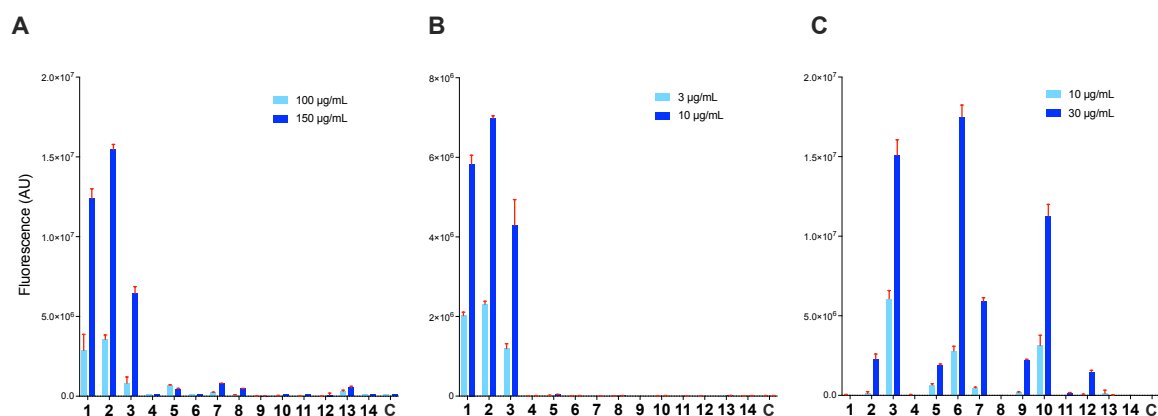 A
B
C
Fluorescence (AU)
2.0×10⁷
1.5×10⁷
1.0×10⁷
5.0×10⁶
0.0
100 µg/mL
150 µg/mL
1 2 3 4 5 6 7 8 9 10 11 12 13 14 C
8×10⁶
6×10⁶
4×10⁶
2×10⁶
0
3 µg/mL
10 µg/mL
1 2 3 4 5 6 7 8 9 10 11 12 13 14 C
2.0×10⁷
1.5×10⁷
1.0×10⁷
5.0×10⁶
0.0
10 µg/mL
30 µg/mL
1 2 3 4 5 6 7 8 9 10 11 12 13 14 C